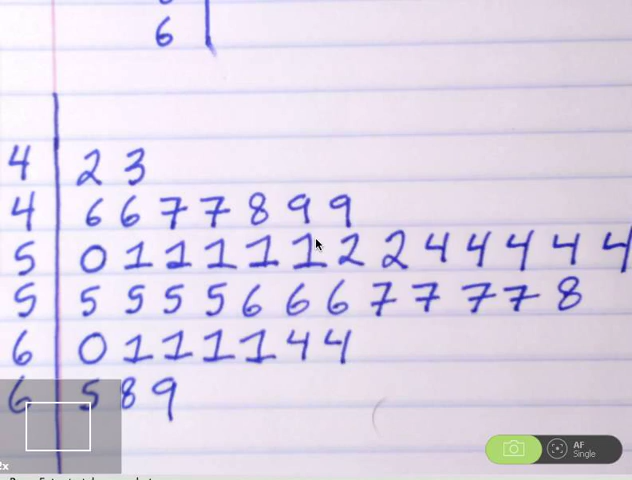 6
4 | 2 3
4 | 6 6 7 7 8 9 9
5 | 0 1 1 1 1 1 2 2 4 4 4 4 4
5 | 5 5 5 5 6 6 6 7 7 7 7 8
6 | 0 1 1 1 1 4 4
6 | 5 8 9
AF
Single